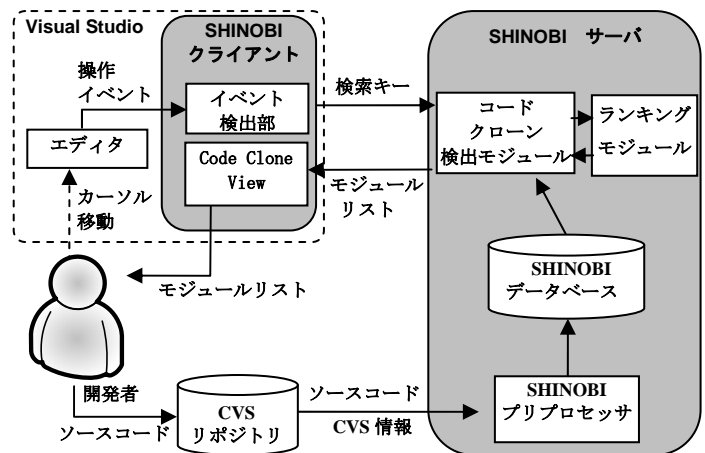 Visual Studio
SHINOBI
クライアント
SHINOBI サーバ
操作
イベント
イベント
検出部
検索キー
コード
クローン
検出モジュール
ランキング
モジュール
エディタ
Code Clone
View
モジュール
リスト
カーソル
移動
SHINOBI
データベース
モジュールリスト
開発者
ソースコード
CVS
リポジトリ
ソースコード
CVS 情報
SHINOBI
プリプロセッサ